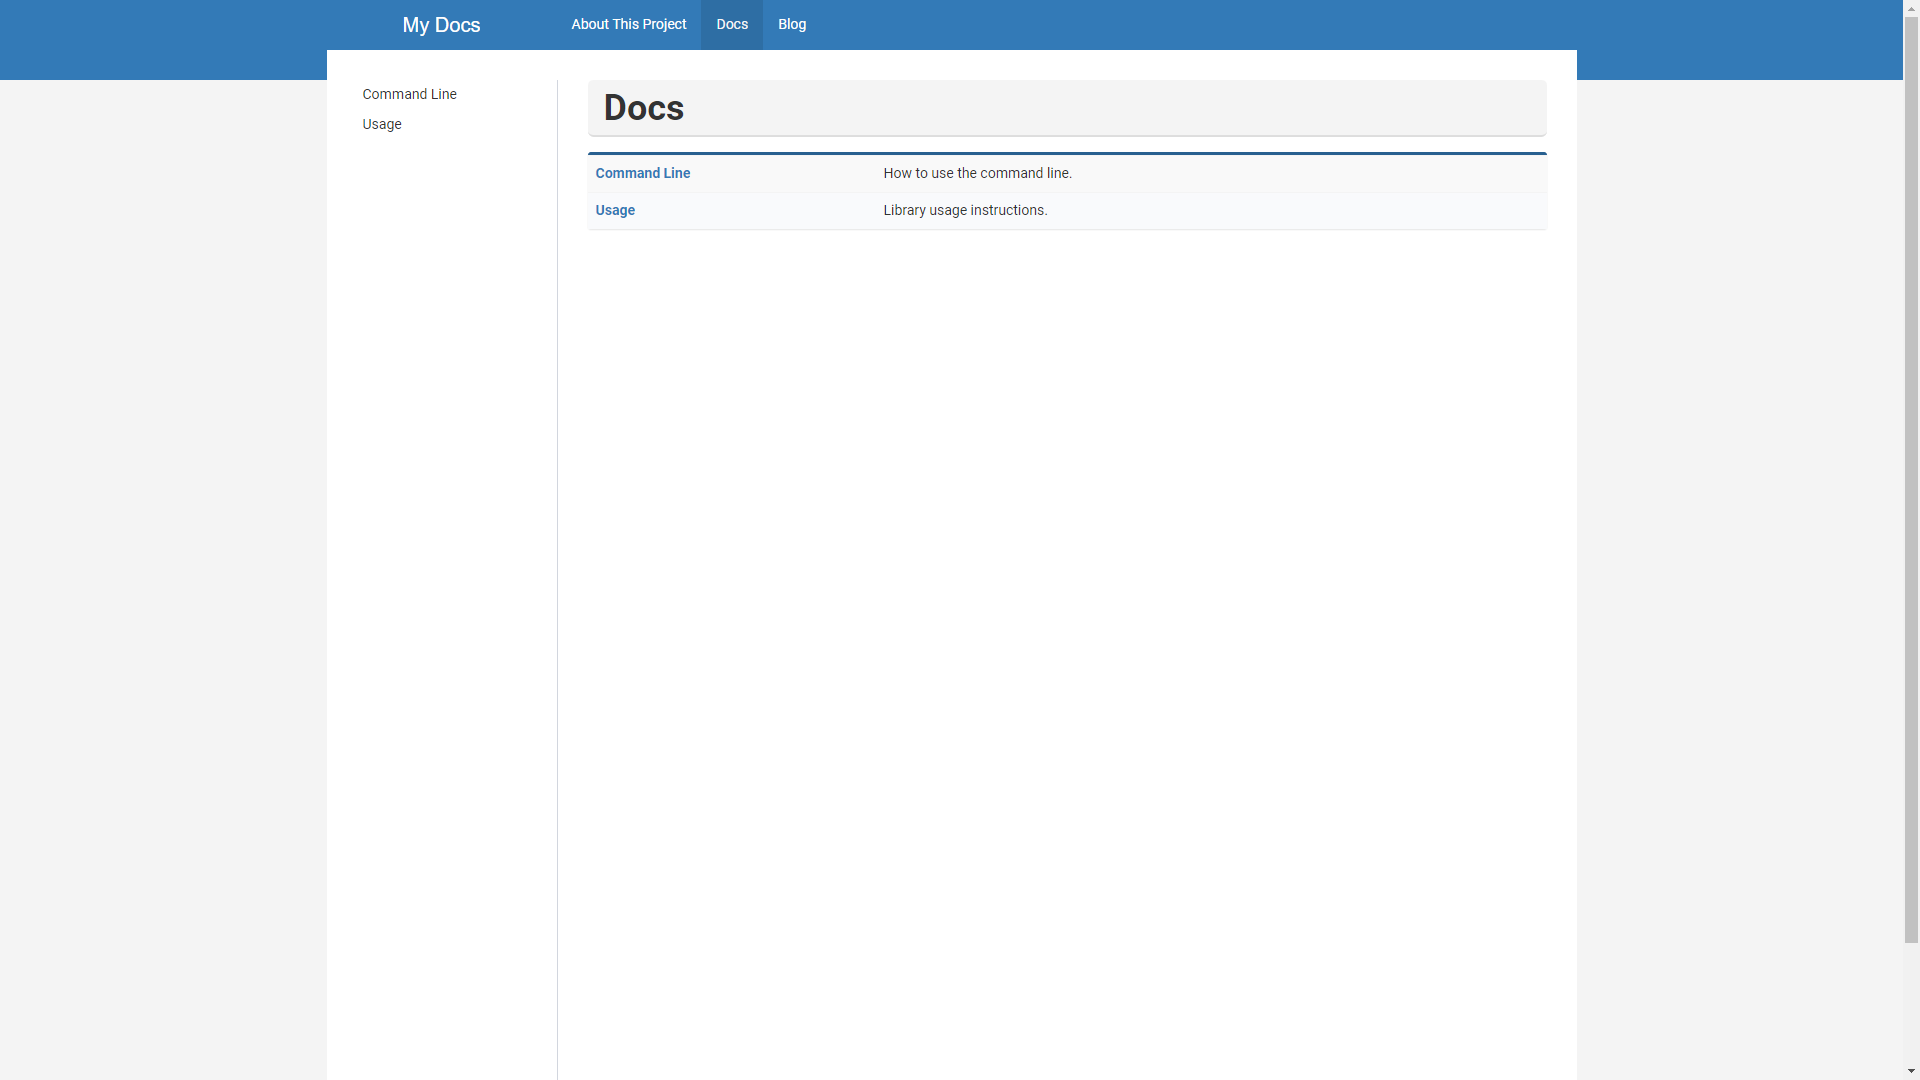 My Docs About This Project Docs Blog
Command Line
Usage
Docs
Command Line How to use the command line.
Usage Library usage instructions.